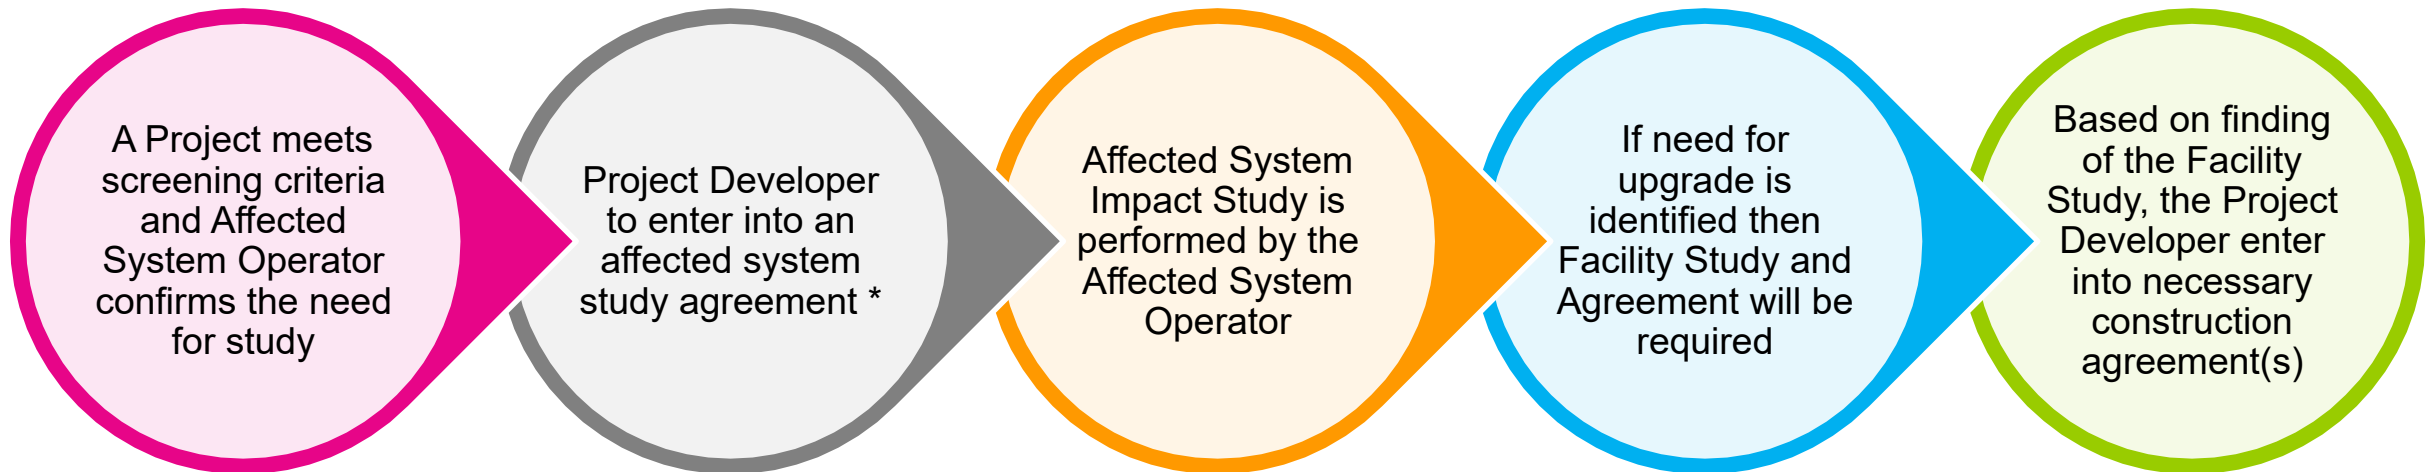 A Project meets
screening criteria
and Affected
System Operator
confirms the need
for study
Project Developer
to enter into an
affected system
study agreement *
Affected System
Impact Study is
performed by the
Affected System
Operator
If need for
upgrade is
identified then
Facility Study and
Agreement will be
required
Based on finding
of the Facility
Study, the Project
Developer enter
into necessary
construction
agreement(s)